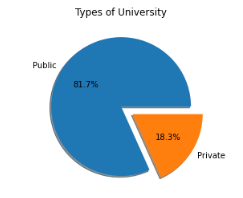 Types of University
Public
81.7%
18.3%
Private